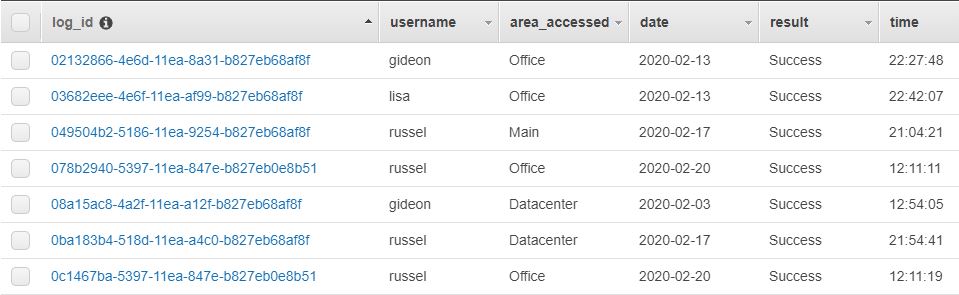 log_id username area_accessed date result time
02132866-4e6d-11ea-8a31-b827eb68af8f gideon Office 2020-02-13 Success 22:27:48
03682eee-4e6f-11ea-af99-b827eb68af8f lisa Office 2020-02-13 Success 22:42:07
049504b2-5186-11ea-9254-b827eb68af8f russel Main 2020-02-17 Success 21:04:21
078b2940-5397-11ea-847e-b827eb0e8b51 russel Office 2020-02-20 Success 12:11:11
08a15ac8-4a2f-11ea-a12f-b827eb68af8f gideon Datacenter 2020-02-03 Success 12:54:05
0ba183b4-518d-11ea-a4c0-b827eb68af8f russel Datacenter 2020-02-17 Success 21:54:41
0c1467ba-5397-11ea-847e-b827eb0e8b51 russel Office 2020-02-20 Success 12:11:19